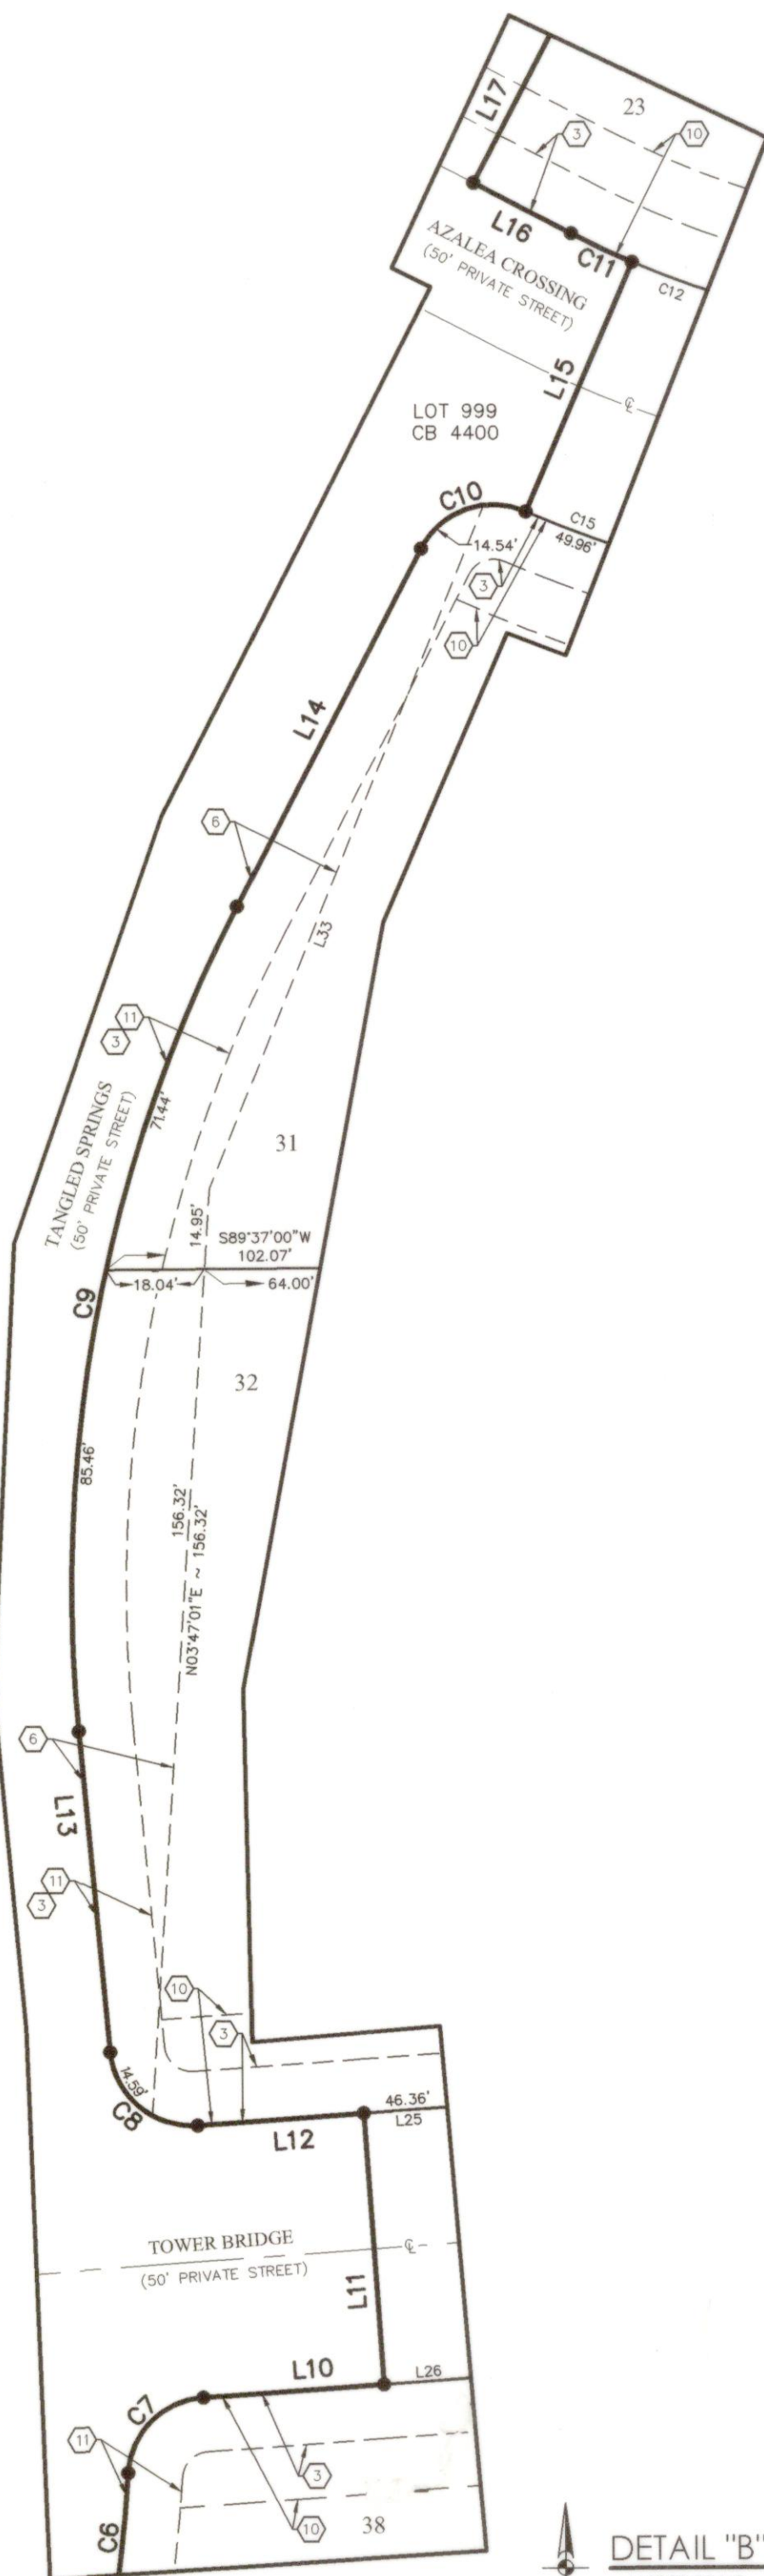 23
3
10
L17
L16
C11
C12
AZALEA CROSSING
(50' PRIVATE STREET)
L15
℄
LOT 999
CB 4400
C10
C15
14.54'
49.96'
3
10
L14
6
L33
11
3
71.44'
TANGLED SPRINGS
(50' PRIVATE STREET)
31
14.95'
S89°37'00"W
102.07'
18.04'
64.00'
C9
32
85.46'
156.32'
N03°47'01"E ~ 156.32'
6
L13
11
3
10
3
14.59'
C8
46.36'
L12
L25
TOWER BRIDGE
℄
(50' PRIVATE STREET)
L11
L10
L26
C7
11
3
10
38
C6
DETAIL "B"